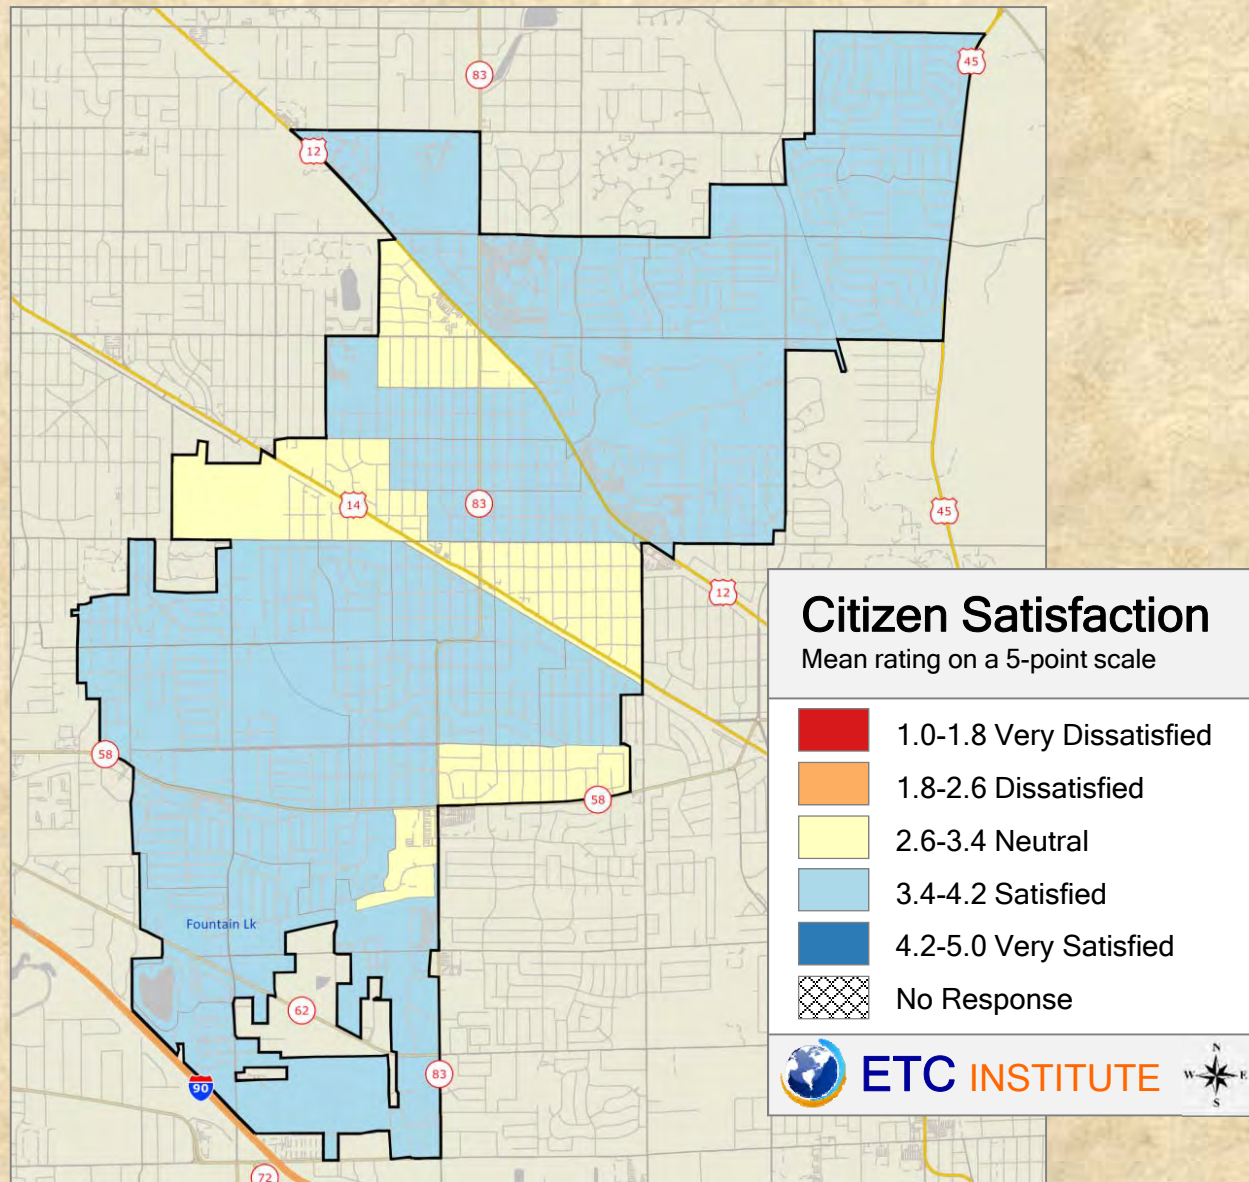 83
45
12
14
83
45
12
58
58
Fountain Lk
62
83
90
72
Citizen Satisfaction
Mean rating on a 5-point scale
1.0-1.8 Very Dissatisfied
1.8-2.6 Dissatisfied
2.6-3.4 Neutral
3.4-4.2 Satisfied
4.2-5.0 Very Satisfied
No Response
ETC INSTITUTE
N
W E
S